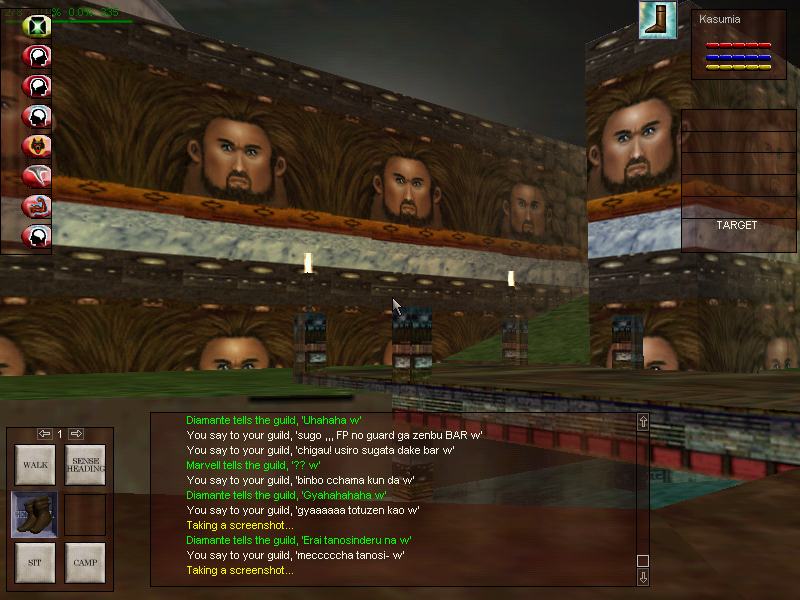 0.0% 335
Kasumia
TARGET
1
WALK
SENSE
HEADING
SIT
CAMP
Diamante tells the guild, 'Uhahaha w'
You say to your guild, 'sugo ,,, FP no guard ga zenbu BAR w'
You say to your guild, 'chigau! usiro sugata dake bar w'
Marvell tells the guild, '?? w'
You say to your guild, 'binbo cchama kun da w'
Diamante tells the guild, 'Gyahahahaha w'
You say to your guild, 'gyaaaaaa totuzen kao w'
Taking a screenshot...
Diamante tells the guild, 'Erai tanosinderu na w'
You say to your guild, 'mecccccha tanosi- w'
Taking a screenshot...